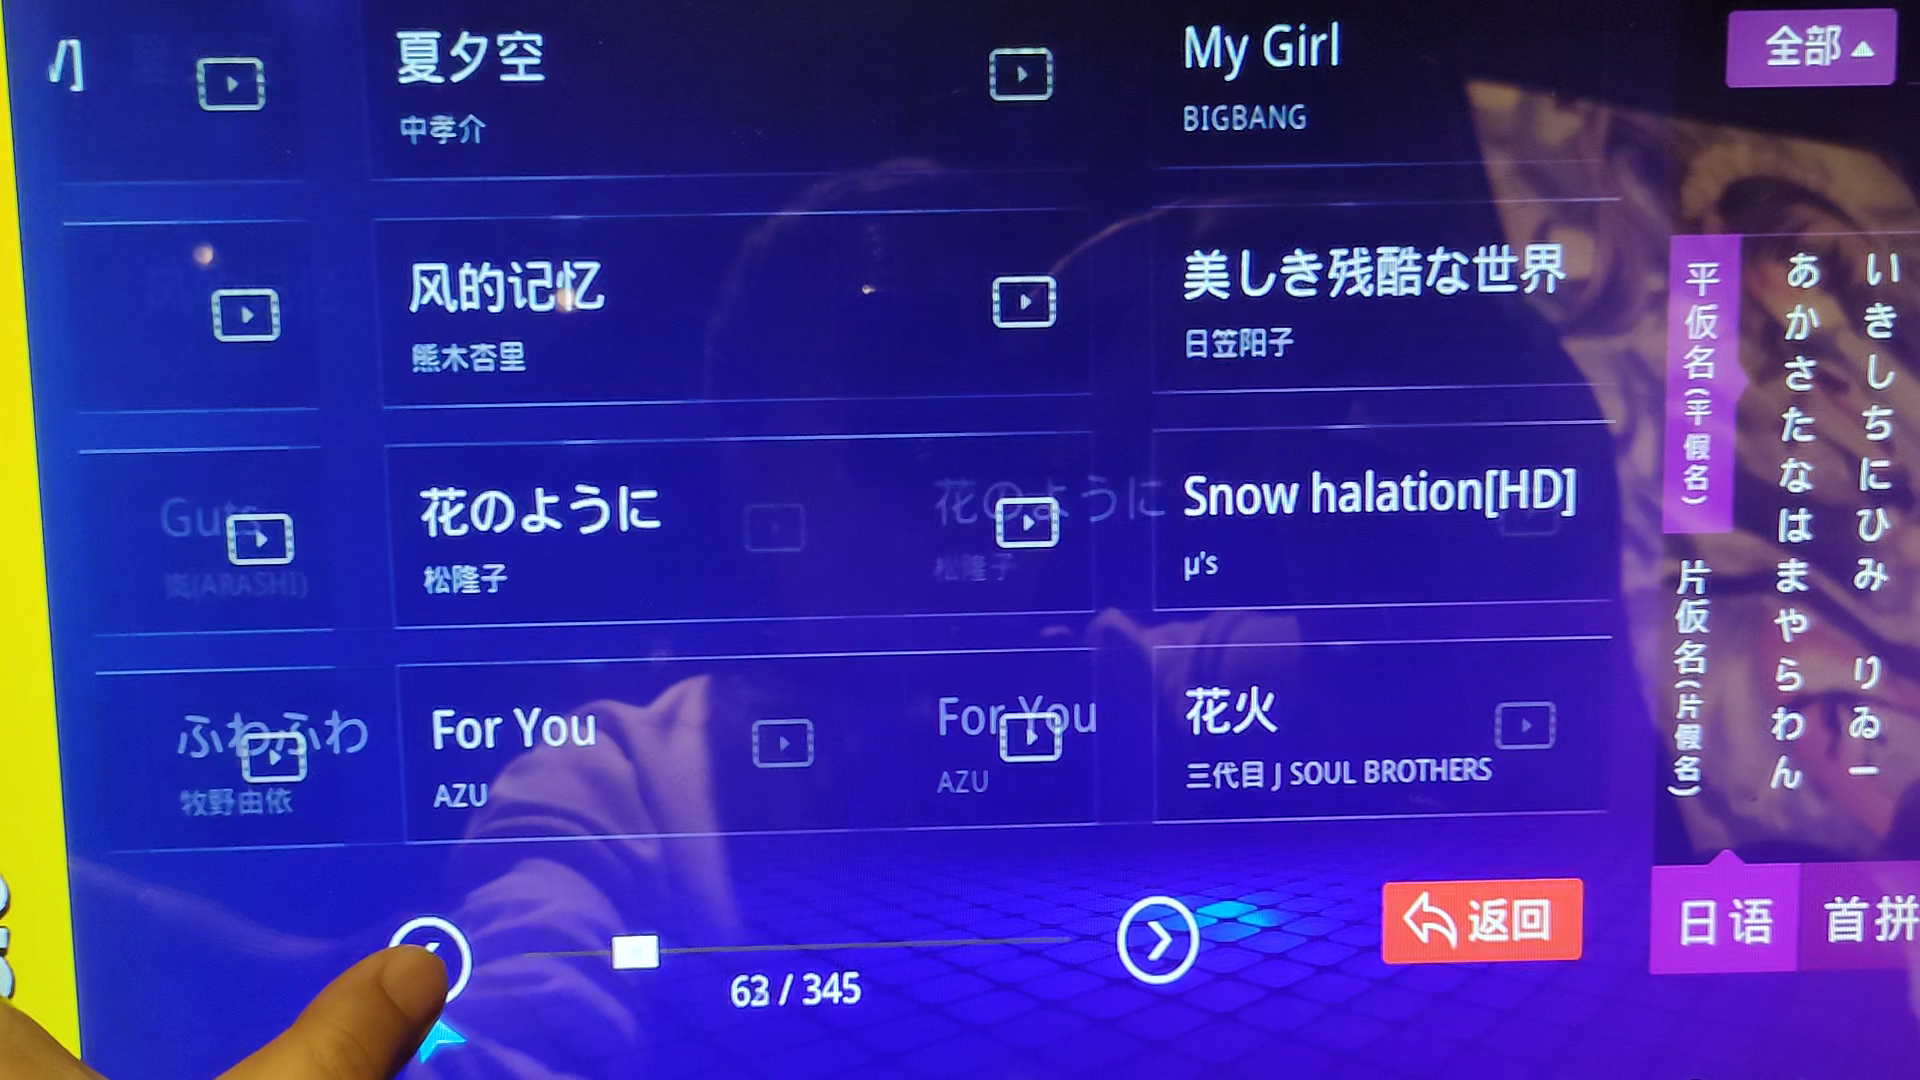 夏夕空
中孝介
My Girl
BIGBANG
全部
风的记忆
熊木杏里
美しき残酷な世界
日笠阳子
Guts
岚(ARASHI)
花のように
松隆子
花のように
松隆子
Snow halation[HD]
μ's
ふわふわ
牧野由依
For You
AZU
For You
AZU
花火
三代目 J SOUL BROTHERS
平仮名(平假名)
片仮名(片假名)
あかさたなはまやらわん
いきしちにひみ りゐー
63 / 345
返回
日语
首拼